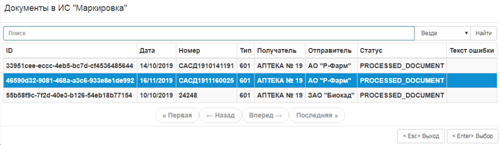 Документы в ИС "Маркировка"
Поиск Везде Найти
ID Дата Номер Тип Получатель Отправитель Статус Текст ошибки
33951cee-eccc-4eb5-bc7d-cf4536485644 14/10/2019 САСД1910141191 601 АПТЕКА № 19 АО "Р-Фарм" PROCESSED_DOCUMENT
46590d32-9081-468a-a3c6-933e8e1de992 16/11/2019 САСД1911160025 601 АПТЕКА № 19 АО "Р-Фарм" PROCESSED_DOCUMENT
55b58f9c-7f2d-40e3-b126-54eb18b77154 10/10/2019 24248 601 АПТЕКА № 19 ЗАО "Биокад" PROCESSED_DOCUMENT
« Первая ← Назад Вперед → Последняя »
< Esc> Выход < Enter> Выбор